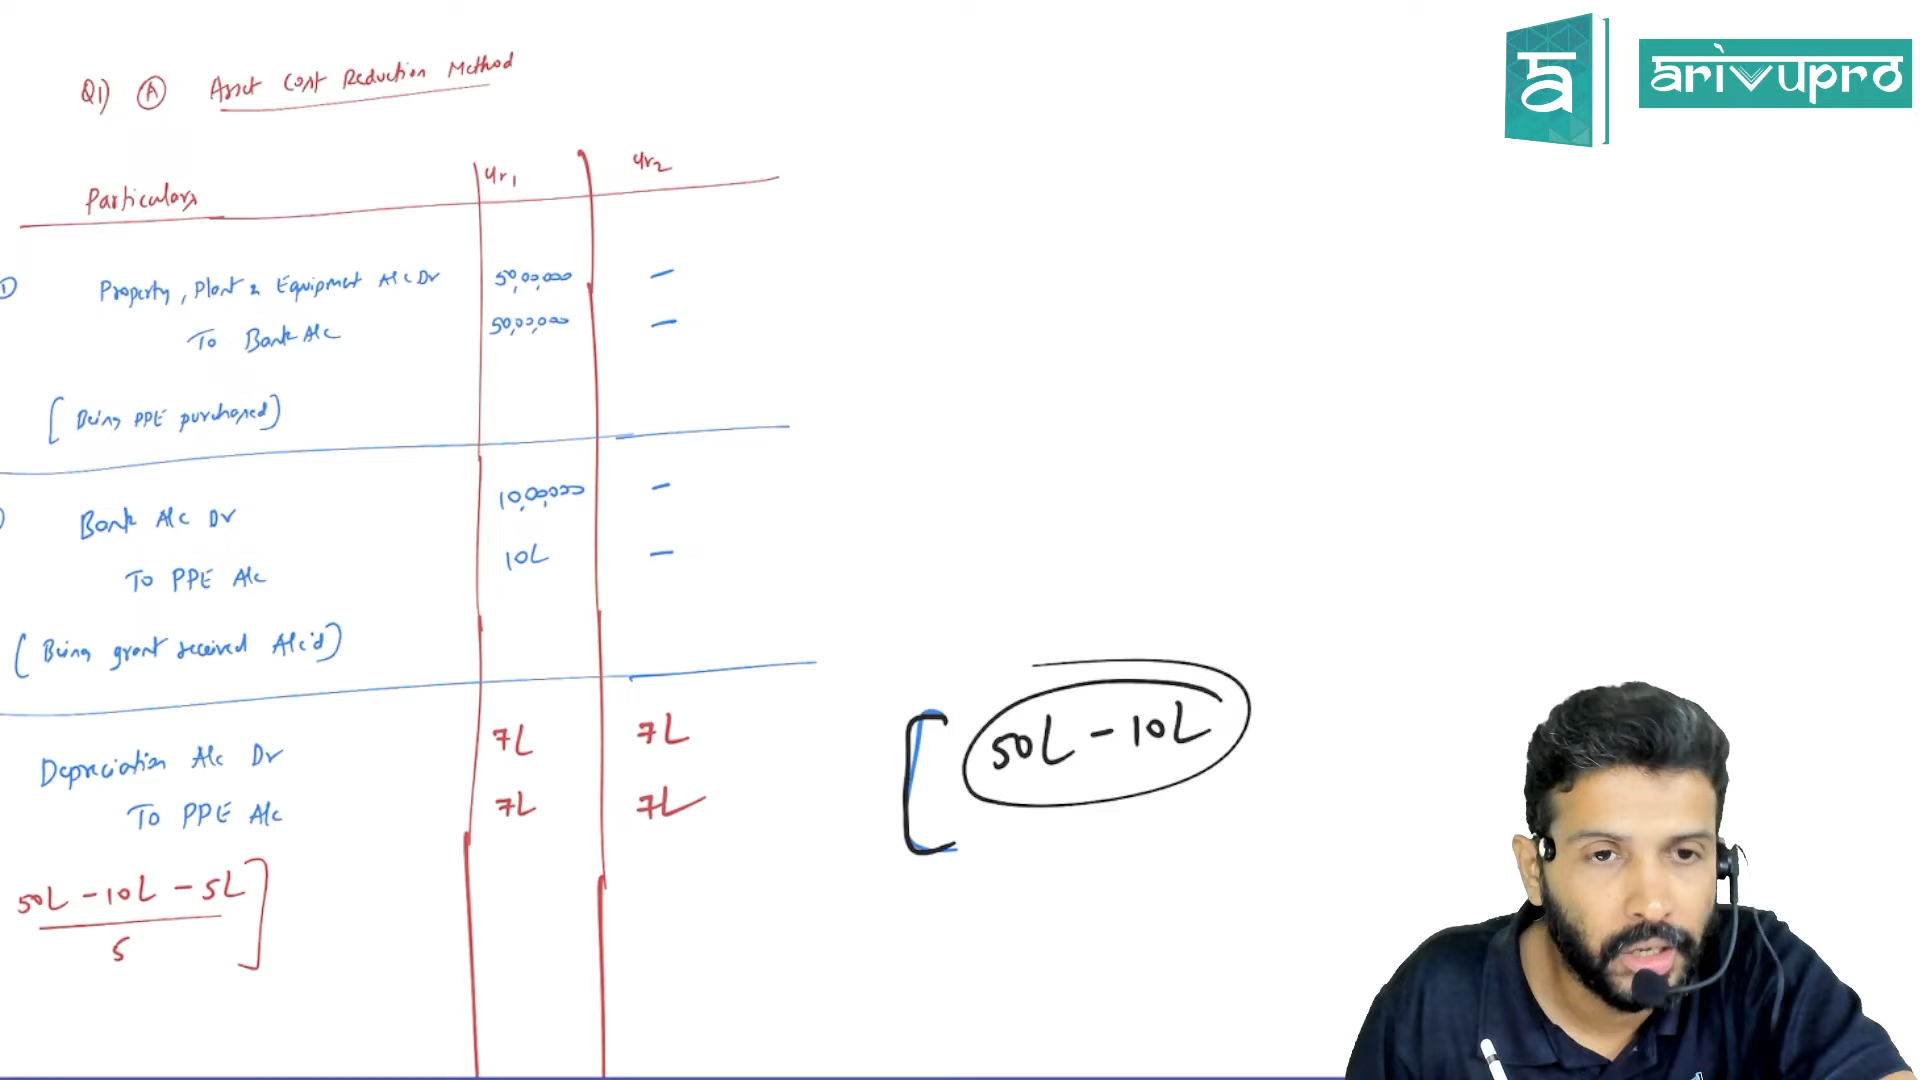 Q1) A Asset Cost Reduction Method
arivupro
Particulars Yr1 Yr2
1) Property, Plant & Equipment A/c Dr 50,00,000 –
To Bank A/c 50,00,000 –
[Being PPE purchased]
Bank A/c Dr 10,00,000 –
To PPE A/c 10L –
(Being grant received A/c'd)
Depreciation A/c Dr 7L 7L
To PPE A/c 7L 7L
[ 50L – 10L
50L – 10L – 5L ]
5